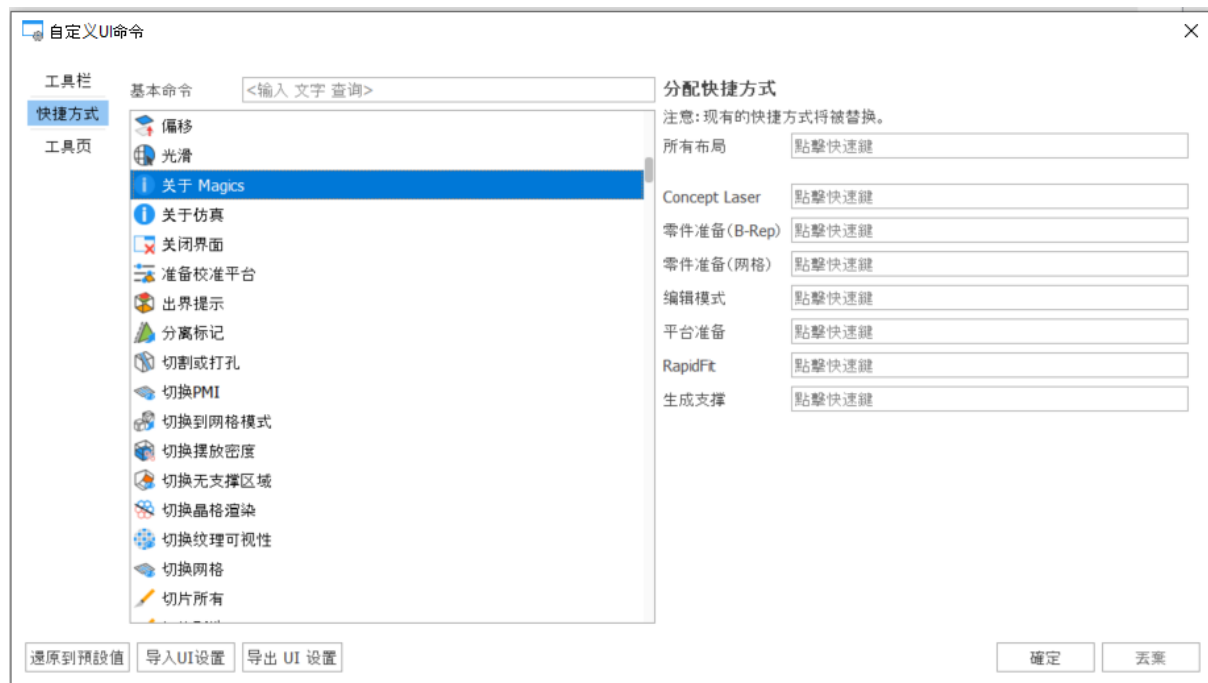 自定义UI命令
工具栏
快捷方式
工具页
基本命令
<输入 文字 查询>
偏移
光滑
关于 Magics
关于仿真
关闭界面
准备校准平台
出界提示
分离标记
切割或打孔
切换PMI
切换到网格模式
切换摆放密度
切换无支撑区域
切换晶格渲染
切换纹理可视性
切换网格
切片所有
分配快捷方式
注意:现有的快捷方式将被替换。
所有布局 點擊快速鍵
Concept Laser 點擊快速鍵
零件准备(B-Rep) 點擊快速鍵
零件准备(网格) 點擊快速鍵
编辑模式 點擊快速鍵
平台准备 點擊快速鍵
RapidFit 點擊快速鍵
生成支撑 點擊快速鍵
還原到預設值 导入UI设置 导出 UI 设置 確定 丟棄